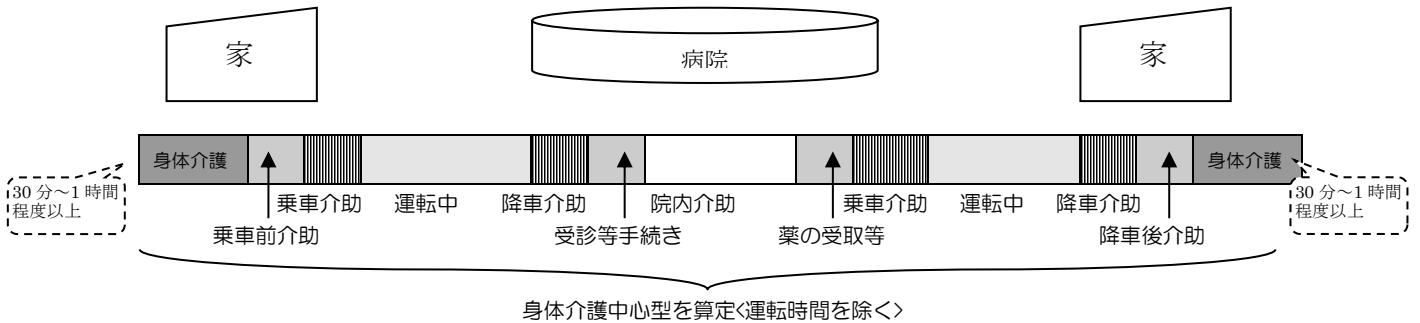 家
病院
家
身体介護
身体介護
30分～1時間
程度以上
30分～1時間
程度以上
乗車介助
運転中
降車介助
院内介助
乗車介助
運転中
降車介助
乗車前介助
受診等手続き
薬の受取等
降車後介助
身体介護中心型を算定<運転時間を除く>